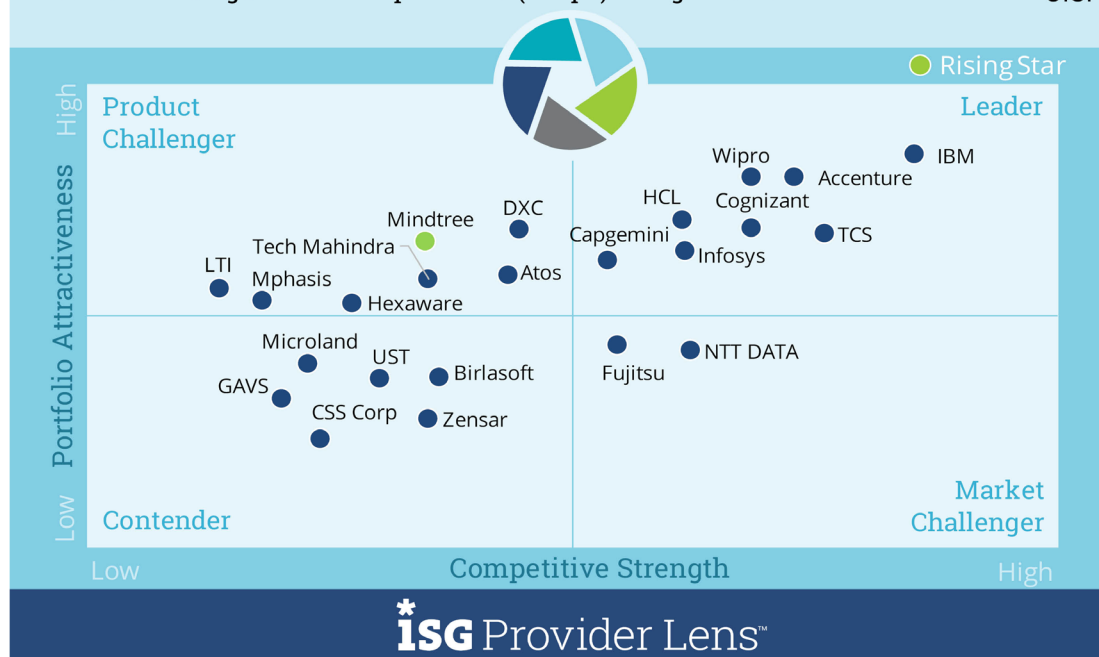 Rising Star
High
Product
Challenger
Leader
Portfolio Attractiveness
Wipro
IBM
Accenture
HCL
Cognizant
DXC
Mindtree
Capgemini
TCS
Tech Mahindra
Infosys
LTI
Atos
Mphasis
Hexaware
Microland
UST
NTT DATA
Birlasoft
Fujitsu
GAVS
CSS Corp
Zensar
Low
Contender
Market
Challenger
Low
Competitive Strength
High
*ISG Provider Lens™